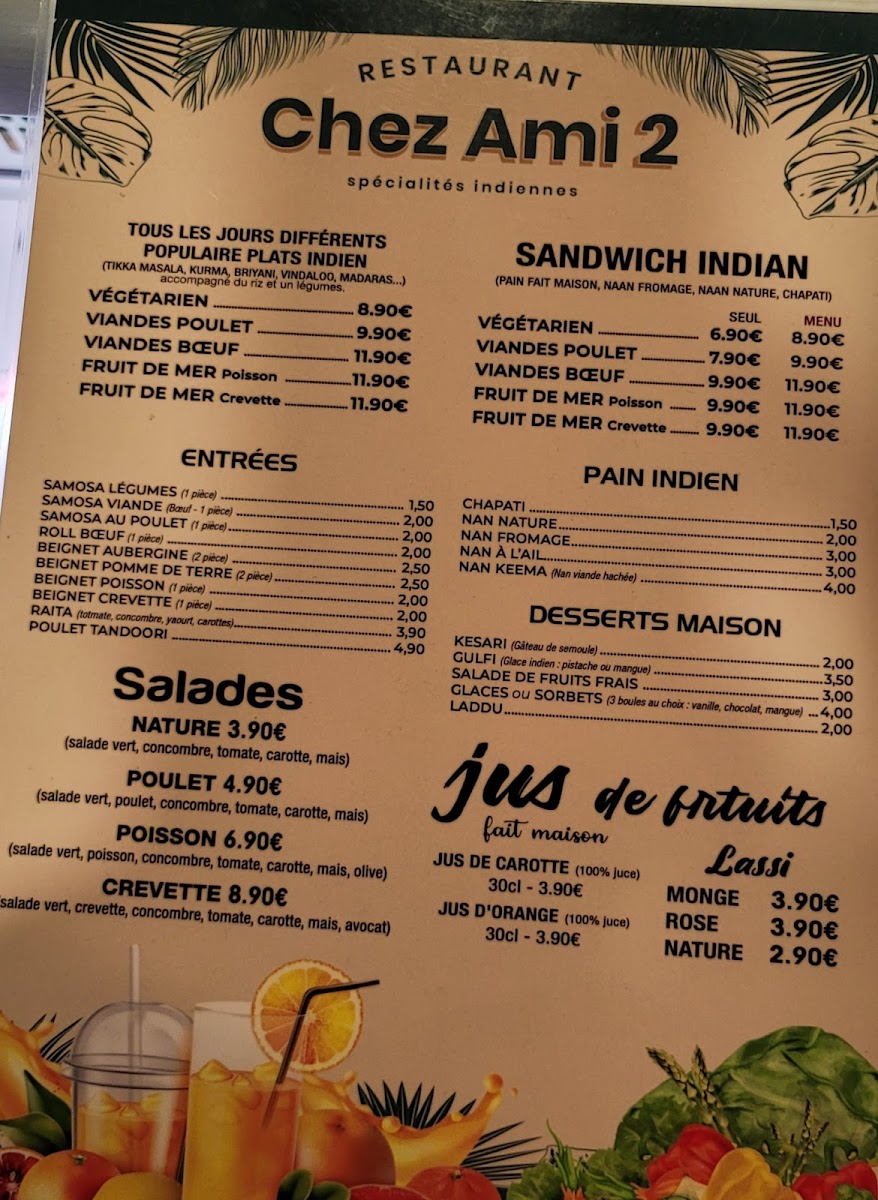 RESTAURANT
Chez Ami 2
spécialités indiennes
TOUS LES JOURS DIFFÉRENTS
POPULAIRE PLATS INDIEN
(TIKKA MASALA, KURMA, BRIYANI, VINDALOO, MADARAS...)
accompagné du riz et un légumes.
VÉGÉTARIEN 8.90€
VIANDES POULET 9.90€
VIANDES BŒUF 11.90€
FRUIT DE MER Poisson 11.90€
FRUIT DE MER Crevette 11.90€
SANDWICH INDIAN
(PAIN FAIT MAISON, NAAN FROMAGE, NAAN NATURE, CHAPATI)
SEUL MENU
VÉGÉTARIEN 6.90€ 8.90€
VIANDES POULET 7.90€ 9.90€
VIANDES BŒUF 9.90€ 11.90€
FRUIT DE MER Poisson 9.90€ 11.90€
FRUIT DE MER Crevette 9.90€ 11.90€
ENTRÉES
SAMOSA LÉGUMES (1 pièce) 1,50
SAMOSA VIANDE (Bœuf - 1 pièce) 2,00
SAMOSA AU POULET (1 pièce) 2,00
ROLL BŒUF (1 pièce) 2,00
BEIGNET AUBERGINE (2 pièce) 2,50
BEIGNET POMME DE TERRE (2 pièce) 2,50
BEIGNET POISSON (1 pièce) 2,00
BEIGNET CREVETTE (1 pièce) 2,00
RAITA (totmate, concombre, yaourt, carottes) 3,90
POULET TANDOORI 4,90
PAIN INDIEN
CHAPATI 1,50
NAN NATURE 2,00
NAN FROMAGE 3,00
NAN À L'AIL 3,00
NAN KEEMA (Nan viande hachée) 4,00
DESSERTS MAISON
KESARI (Gâteau de semoule) 2,00
GULFI (Glace indien : pistache ou mangue) 3,50
SALADE DE FRUITS FRAIS 3,00
GLACES ou SORBETS (3 boules au choix : vanille, chocolat, mangue) 4,00
LADDU 2,00
Salades
NATURE 3.90€
(salade vert, concombre, tomate, carotte, mais)
POULET 4.90€
(salade vert, poulet, concombre, tomate, carotte, mais)
POISSON 6.90€
(salade vert, poisson, concombre, tomate, carotte, mais, olive)
CREVETTE 8.90€
salade vert, crevette, concombre, tomate, carotte, mais, avocat)
jus de frtuits
fait maison
JUS DE CAROTTE (100% juce)
30cl - 3.90€
JUS D'ORANGE (100% juce)
30cl - 3.90€
Lassi
MONGE 3.90€
ROSE 3.90€
NATURE 2.90€